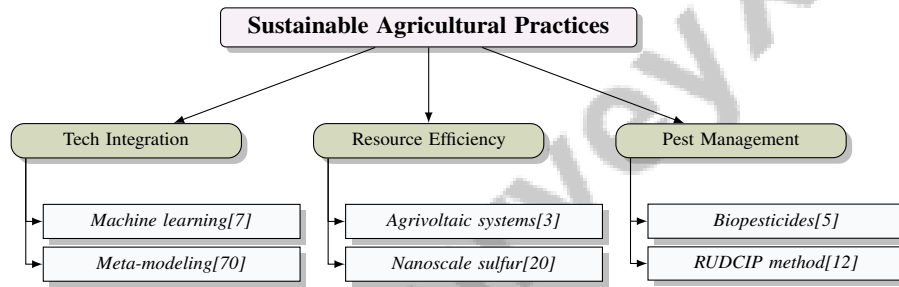 Sustainable Agricultural Practices
Tech Integration
Resource Efficiency
Pest Management
Machine learning[7]
Agrivoltaic systems[3]
Biopesticides[5]
Meta-modeling[70]
Nanoscale sulfur[20]
RUDCIP method[12]